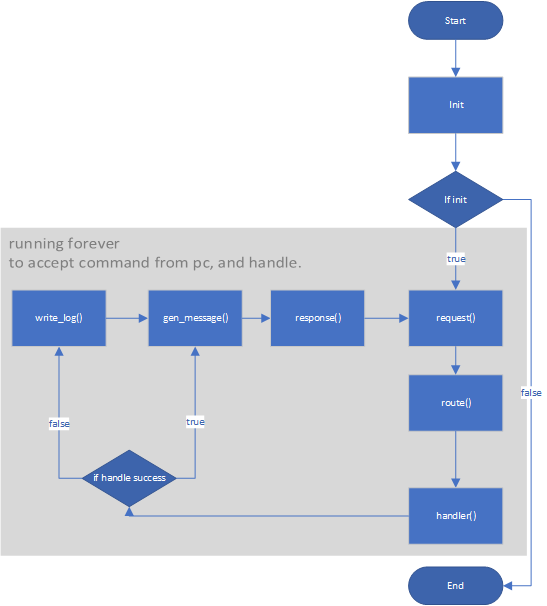 Start
Init
If init
true
running forever
to accept command from pc, and handle.
write_log()
gen_message()
response()
request()
route()
false
false
true
if handle success
handler()
End